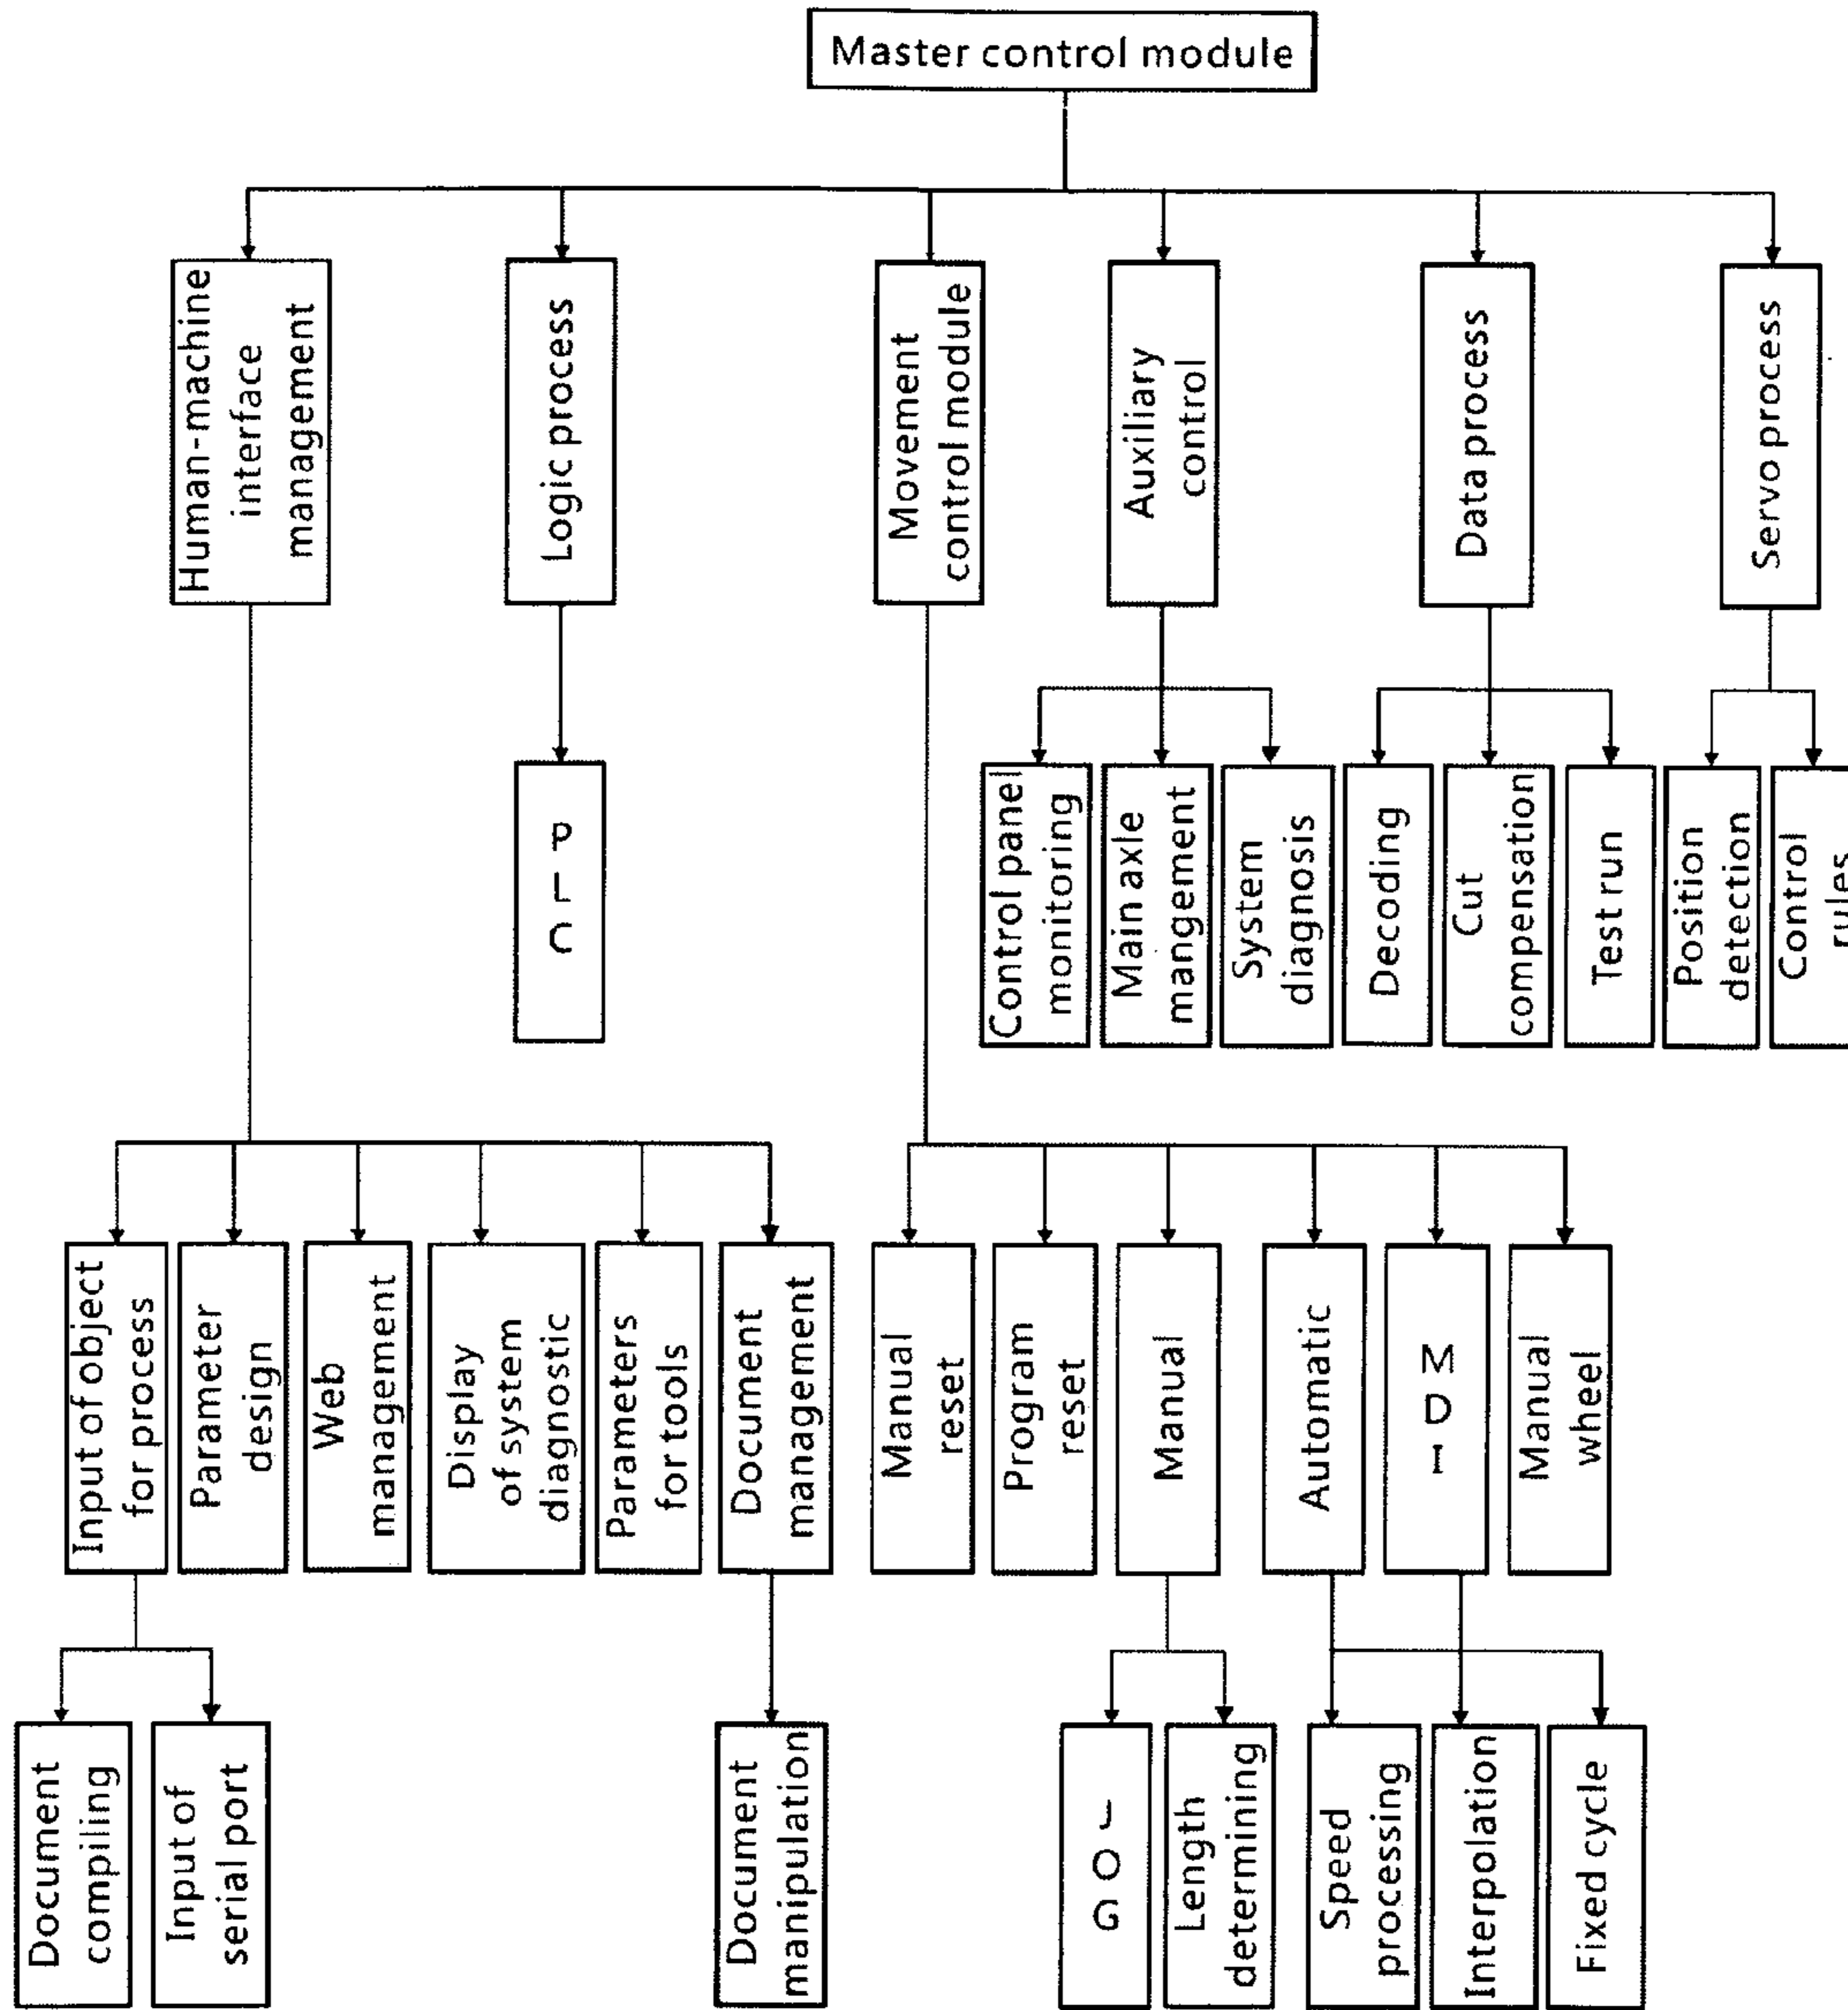 Master control module
Human-machine
interface
management
Logic process
Movement
control module
Auxiliary
control
Data process
Servo process
PLC
Control panel
monitoring
Main axle
mangement
System
diagnosis
Decoding
Cut
compensation
Test run
Position
detection
Control
rules
Input of object
for process
Parameter
design
Web
management
Display
of system
diagnostic
Parameters
for tools
Document
management
Manual
reset
Program
reset
Manual
Automatic
M
D
I
Manual
wheel
Document
compiling
Input of
serial port
Document
manipulation
JOG
Length
determining
Speed
processing
Interpolation
Fixed cycle